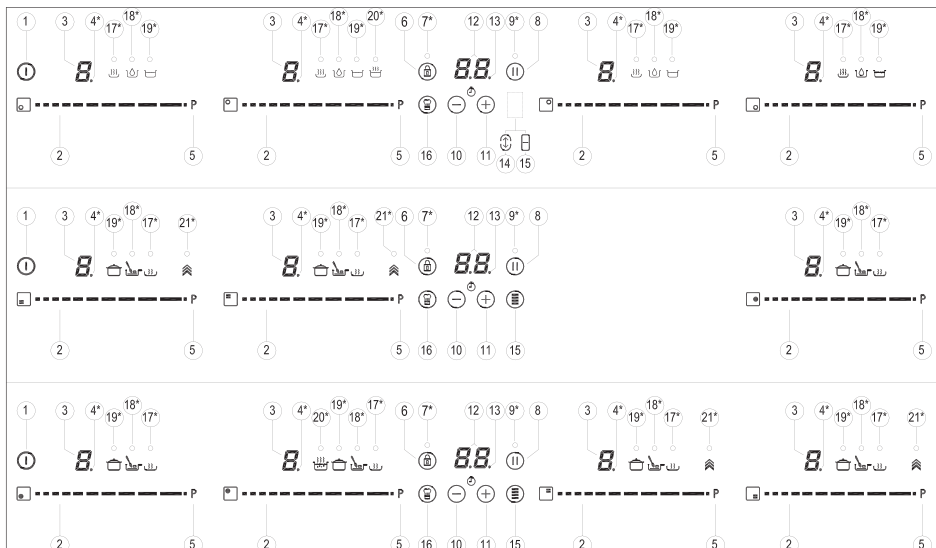 1 3 4* 17* 18* 19* 3 4* 17* 18* 19* 20* 6 7* 12 13 9* 8 3 4* 17* 18* 19* 3 4* 17* 18* 19*
8. 8. 8.8. 8. 8.
P P P P
2 5 2 5 16 10 11 14 15 2 5 2 5
1 3 4* 19* 18* 17* 21* 3 4* 19* 18* 17* 21* 6 7* 12 13 9* 8 3 4* 19* 18* 17*
8. 8. 8.8. 8.
P P P
2 5 2 5 16 10 11 15 2 5
1 3 4* 19* 18* 17* 3 4* 20* 19* 18* 17* 6 7* 12 13 9* 8 3 4* 19* 18* 17* 21* 3 4* 19* 18* 17* 21*
8. 8. 8.8. 8. 8.
P P P P
2 5 2 5 16 10 11 15 2 5 2 5